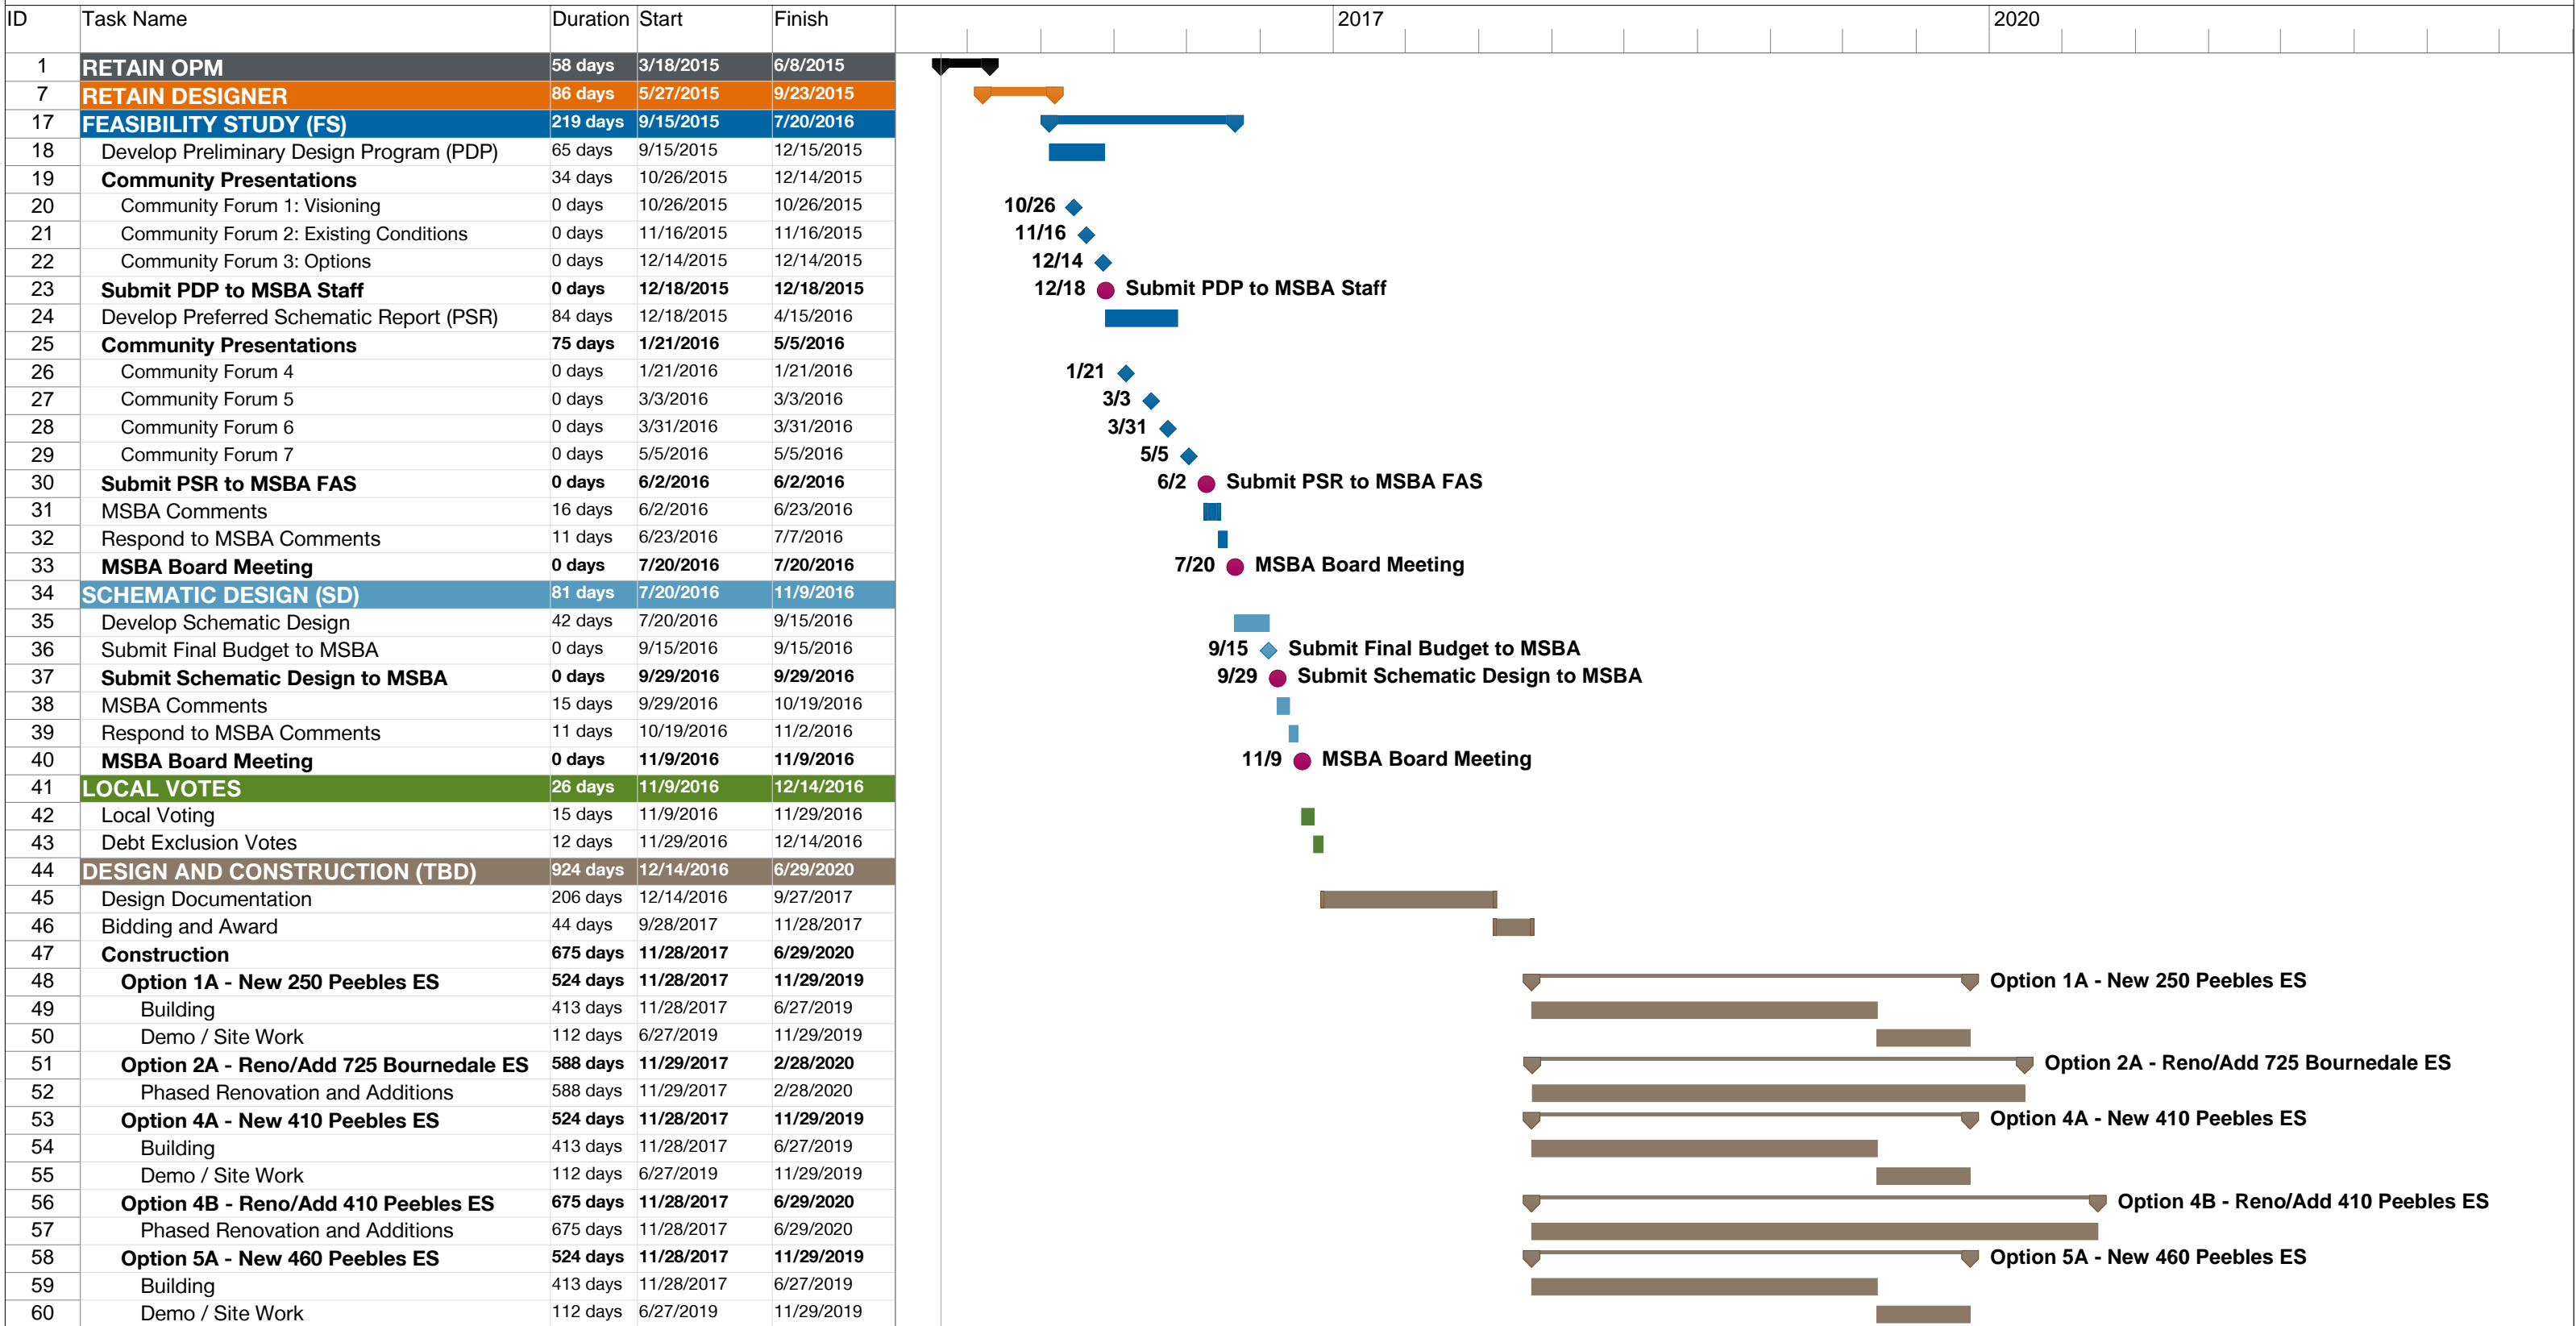 ID Task Name Duration Start Finish 2017 2020
1 RETAIN OPM 58 days 3/18/2015 6/8/2015
7 RETAIN DESIGNER 86 days 5/27/2015 9/23/2015
17 FEASIBILITY STUDY (FS) 219 days 9/15/2015 7/20/2016
18 Develop Preliminary Design Program (PDP) 65 days 9/15/2015 12/15/2015
19 Community Presentations 34 days 10/26/2015 12/14/2015
20 Community Forum 1: Visioning 0 days 10/26/2015 10/26/2015 10/26
21 Community Forum 2: Existing Conditions 0 days 11/16/2015 11/16/2015 11/16
22 Community Forum 3: Options 0 days 12/14/2015 12/14/2015 12/14
23 Submit PDP to MSBA Staff 0 days 12/18/2015 12/18/2015 12/18 Submit PDP to MSBA Staff
24 Develop Preferred Schematic Report (PSR) 84 days 12/18/2015 4/15/2016
25 Community Presentations 75 days 1/21/2016 5/5/2016
26 Community Forum 4 0 days 1/21/2016 1/21/2016 1/21
27 Community Forum 5 0 days 3/3/2016 3/3/2016 3/3
28 Community Forum 6 0 days 3/31/2016 3/31/2016 3/31
29 Community Forum 7 0 days 5/5/2016 5/5/2016 5/5
30 Submit PSR to MSBA FAS 0 days 6/2/2016 6/2/2016 6/2 Submit PSR to MSBA FAS
31 MSBA Comments 16 days 6/2/2016 6/23/2016
32 Respond to MSBA Comments 11 days 6/23/2016 7/7/2016
33 MSBA Board Meeting 0 days 7/20/2016 7/20/2016 7/20 MSBA Board Meeting
34 SCHEMATIC DESIGN (SD) 81 days 7/20/2016 11/9/2016
35 Develop Schematic Design 42 days 7/20/2016 9/15/2016
36 Submit Final Budget to MSBA 0 days 9/15/2016 9/15/2016 9/15 Submit Final Budget to MSBA
37 Submit Schematic Design to MSBA 0 days 9/29/2016 9/29/2016 9/29 Submit Schematic Design to MSBA
38 MSBA Comments 15 days 9/29/2016 10/19/2016
39 Respond to MSBA Comments 11 days 10/19/2016 11/2/2016
40 MSBA Board Meeting 0 days 11/9/2016 11/9/2016 11/9 MSBA Board Meeting
41 LOCAL VOTES 26 days 11/9/2016 12/14/2016
42 Local Voting 15 days 11/9/2016 11/29/2016
43 Debt Exclusion Votes 12 days 11/29/2016 12/14/2016
44 DESIGN AND CONSTRUCTION (TBD) 924 days 12/14/2016 6/29/2020
45 Design Documentation 206 days 12/14/2016 9/27/2017
46 Bidding and Award 44 days 9/28/2017 11/28/2017
47 Construction 675 days 11/28/2017 6/29/2020
48 Option 1A - New 250 Peebles ES 524 days 11/28/2017 11/29/2019 Option 1A - New 250 Peebles ES
49 Building 413 days 11/28/2017 6/27/2019
50 Demo / Site Work 112 days 6/27/2019 11/29/2019
51 Option 2A - Reno/Add 725 Bournedale ES 588 days 11/29/2017 2/28/2020 Option 2A - Reno/Add 725 Bournedale ES
52 Phased Renovation and Additions 588 days 11/29/2017 2/28/2020
53 Option 4A - New 410 Peebles ES 524 days 11/28/2017 11/29/2019 Option 4A - New 410 Peebles ES
54 Building 413 days 11/28/2017 6/27/2019
55 Demo / Site Work 112 days 6/27/2019 11/29/2019
56 Option 4B - Reno/Add 410 Peebles ES 675 days 11/28/2017 6/29/2020 Option 4B - Reno/Add 410 Peebles ES
57 Phased Renovation and Additions 675 days 11/28/2017 6/29/2020
58 Option 5A - New 460 Peebles ES 524 days 11/28/2017 11/29/2019 Option 5A - New 460 Peebles ES
59 Building 413 days 11/28/2017 6/27/2019
60 Demo / Site Work 112 days 6/27/2019 11/29/2019